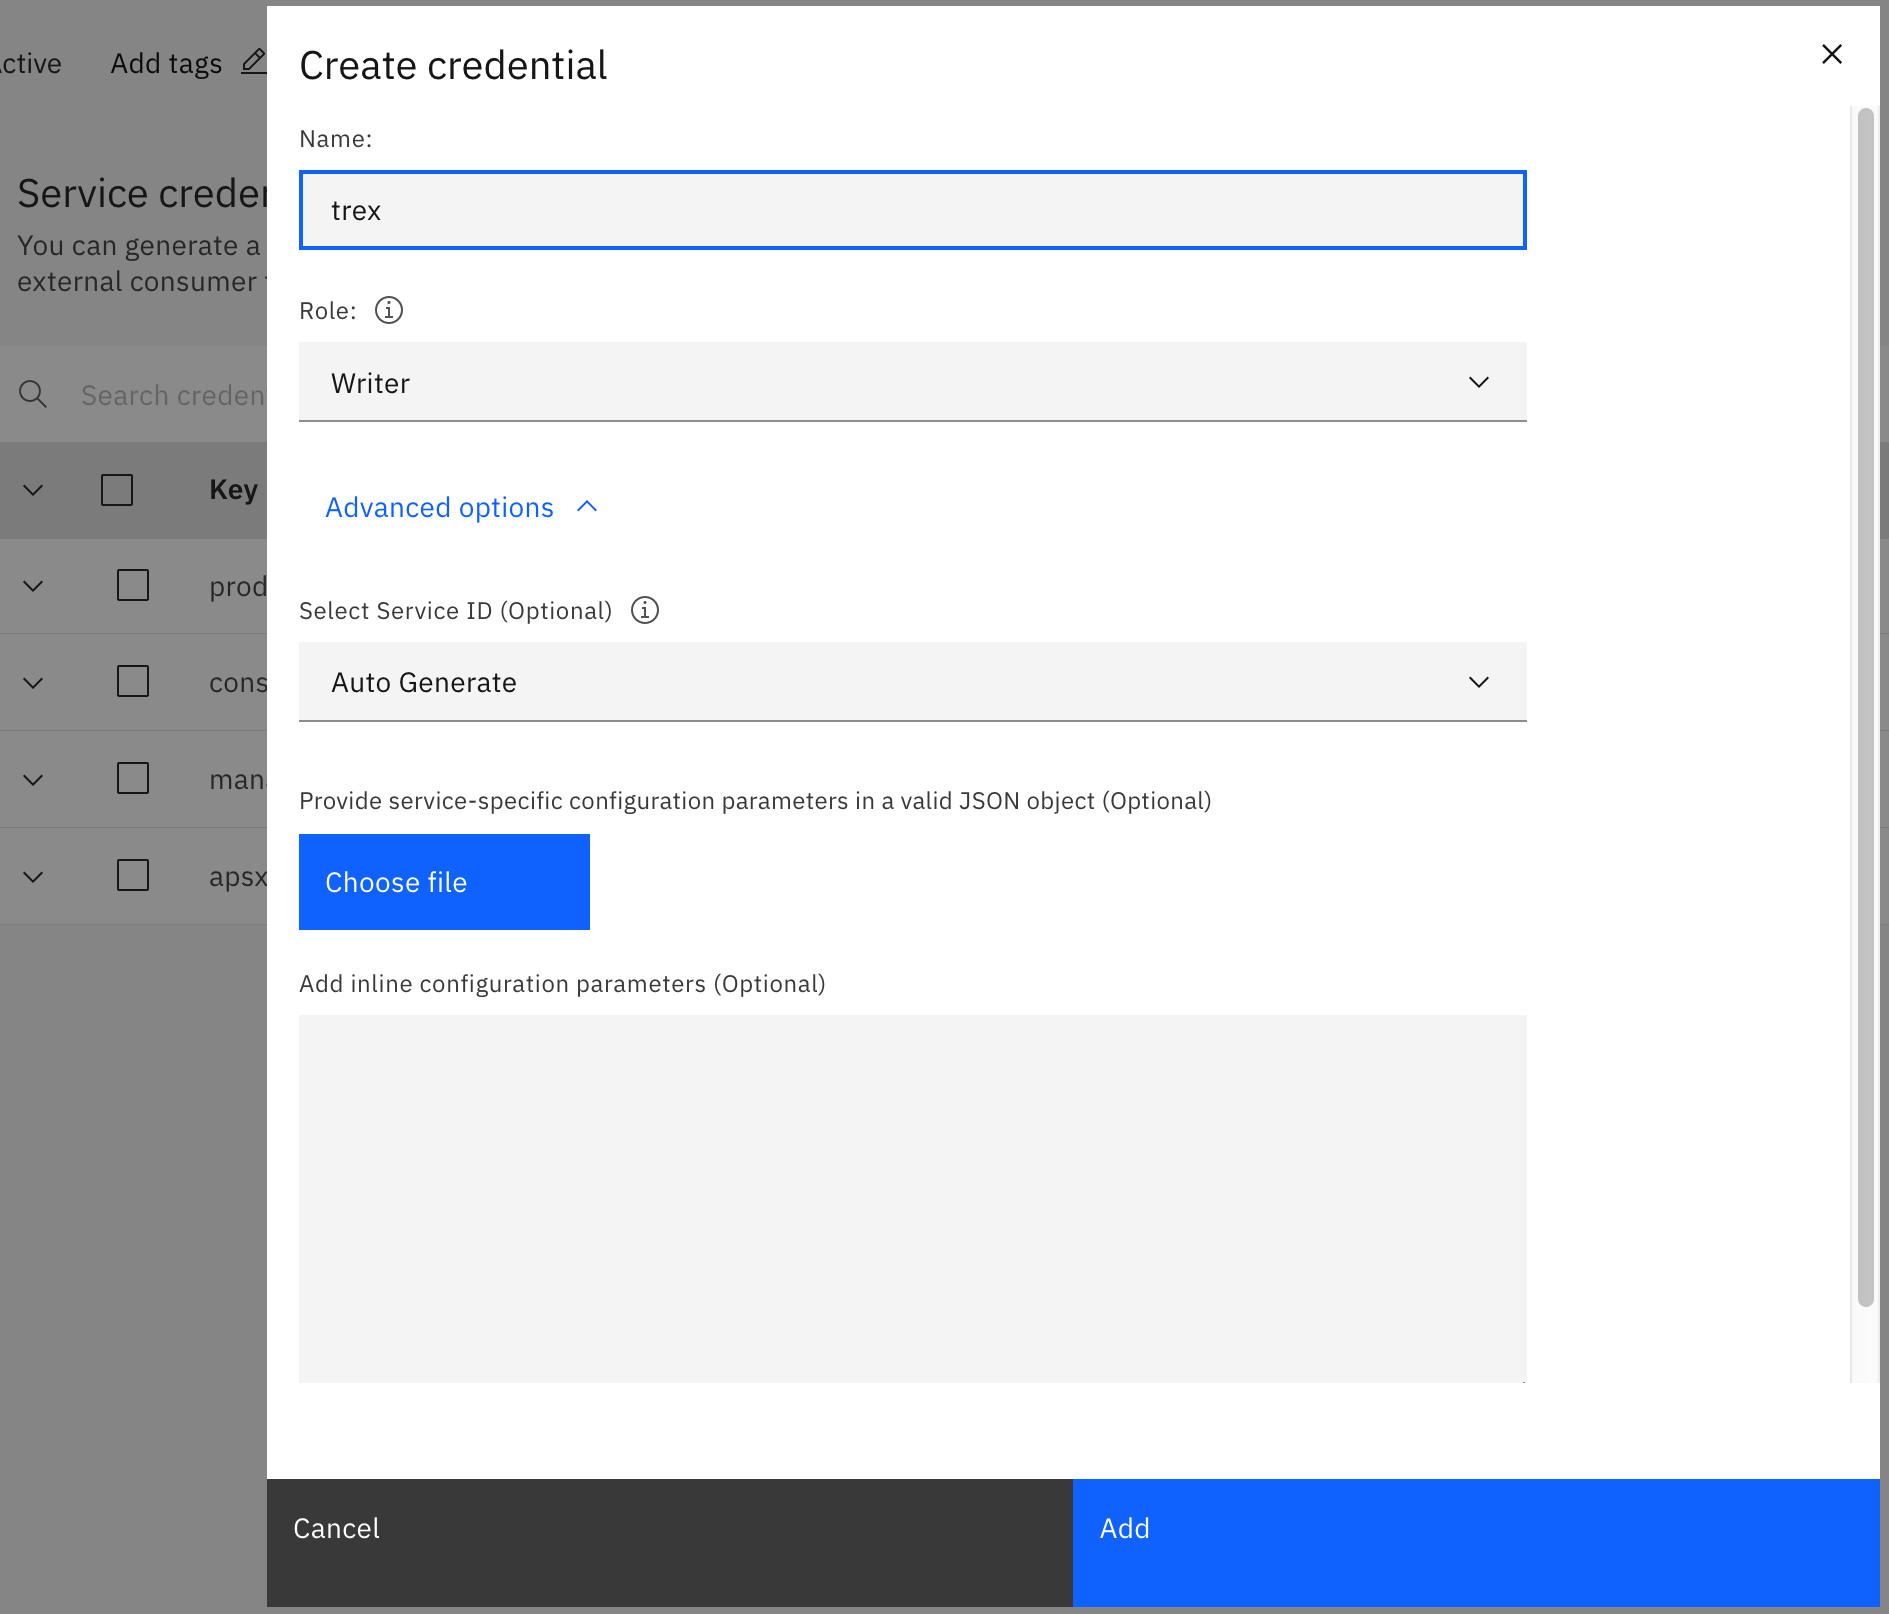 Active
Add tags
Create credential
Service creden
You can generate a
external consumer
Search creden
Key
prod
cons
man
apsx
Name:
trex
Role:
Writer
Advanced options
Select Service ID (Optional)
Auto Generate
Provide service-specific configuration parameters in a valid JSON object (Optional)
Choose file
Add inline configuration parameters (Optional)
Cancel
Add